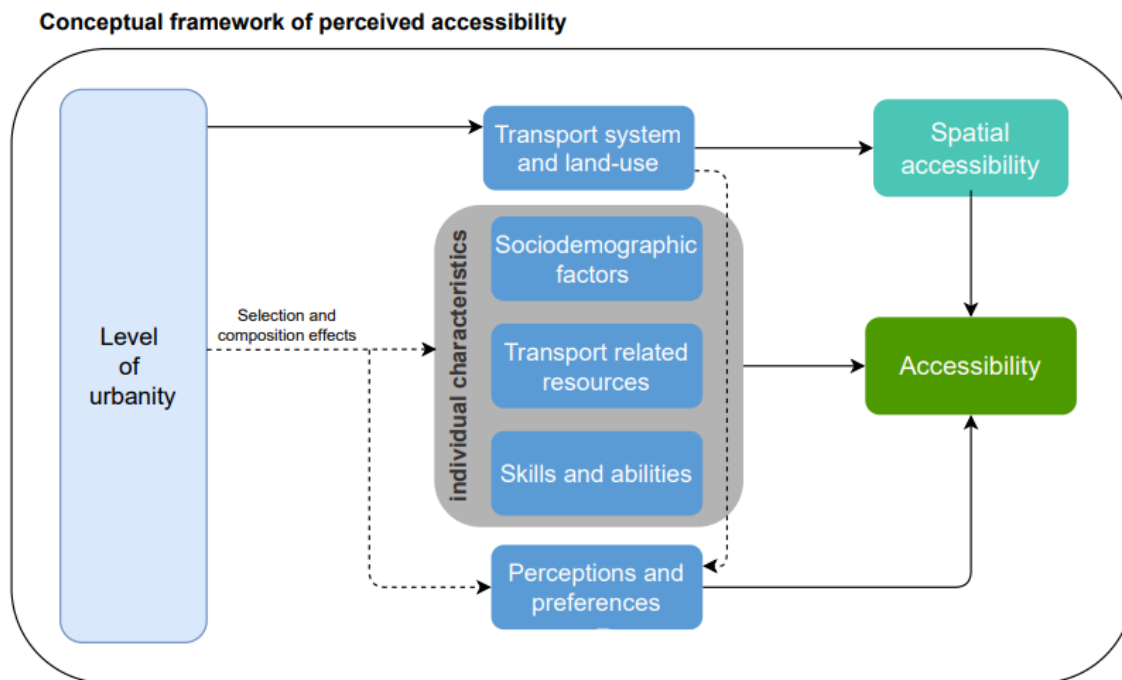 Conceptual framework of perceived accessibility
Transport system
and land-use
Spatial
accessibility
individual characteristics
Sociodemographic
factors
Selection and
composition effects
Level
of
urbanity
Transport related
resources
Accessibility
Skills and abilities
Perceptions and
preferences